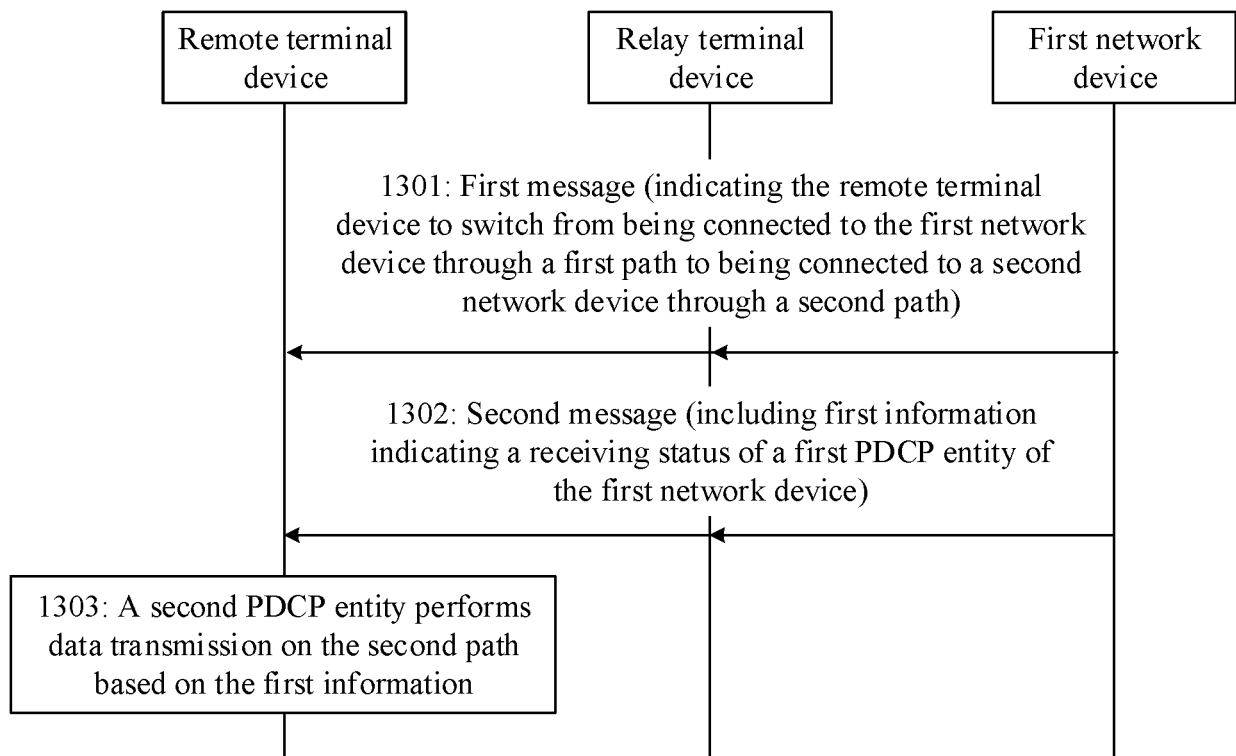 Remote terminal
device
Relay terminal
device
First network
device
1301: First message (indicating the remote terminal
device to switch from being connected to the first network
device through a first path to being connected to a second
network device through a second path)
1302: Second message (including first information
indicating a receiving status of a first PDCP entity of
the first network device)
1303: A second PDCP entity performs
data transmission on the second path
based on the first information